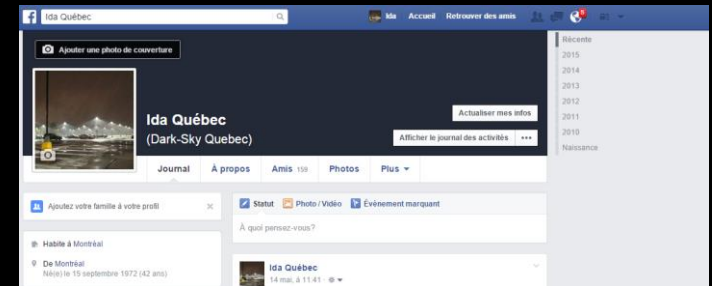 f Ida Québec
Ida Accueil Retrouver des amis
Ajouter une photo de couverture
Ida Québec
(Dark-Sky Quebec)
Actualiser mes infos
Afficher le journal des activités ...
Journal À propos Amis 159 Photos Plus
Récente
2015
2014
2013
2012
2011
2010
Naissance
Ajoutez votre famille à votre profil
Habite à Montréal
De Montréal
Né(e) le 15 septembre 1972 (42 ans)
Statut Photo / Vidéo Évènement marquant
À quoi pensez-vous?
Ida Québec
14 mai, à 11:41